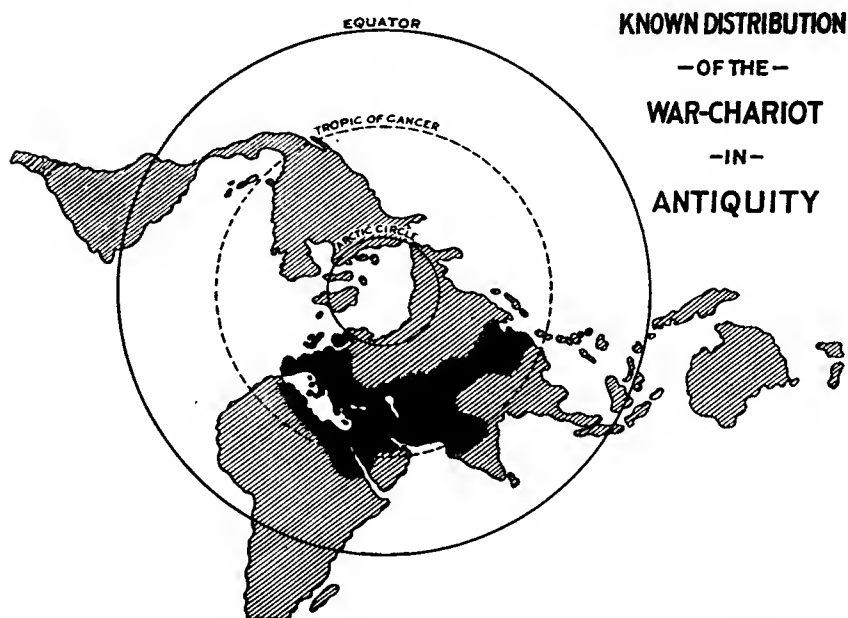 KNOWN DISTRIBUTION
—OF THE—
WAR-CHARIOT
—IN—
ANTIQUITY
EQUATOR
TROPIC OF CANCER
ARCTIC CIRCLE